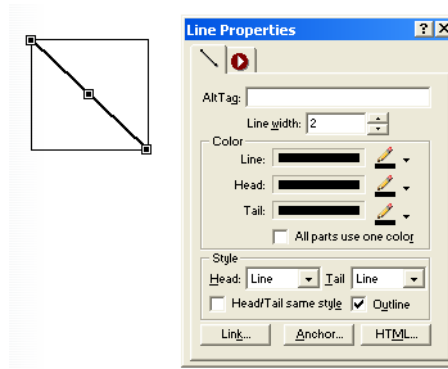 Line Properties
AltTag:
Line width: 2
Color
Line:
Head:
Tail:
All parts use one color
Style
Head: Line Tail Line
Head/Tail same style Outline
Link... Anchor... HTML...